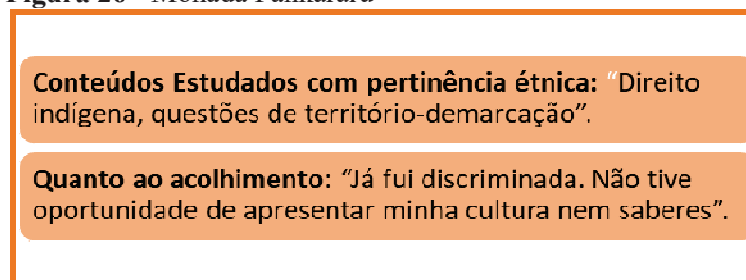 Conteúdos Estudados com pertinência étnica: “Direito
indígena, questões de território-demarcação”.
Quanto ao acolhimento: “Já fui discriminada. Não tive
oportunidade de apresentar minha cultura nem saberes”.